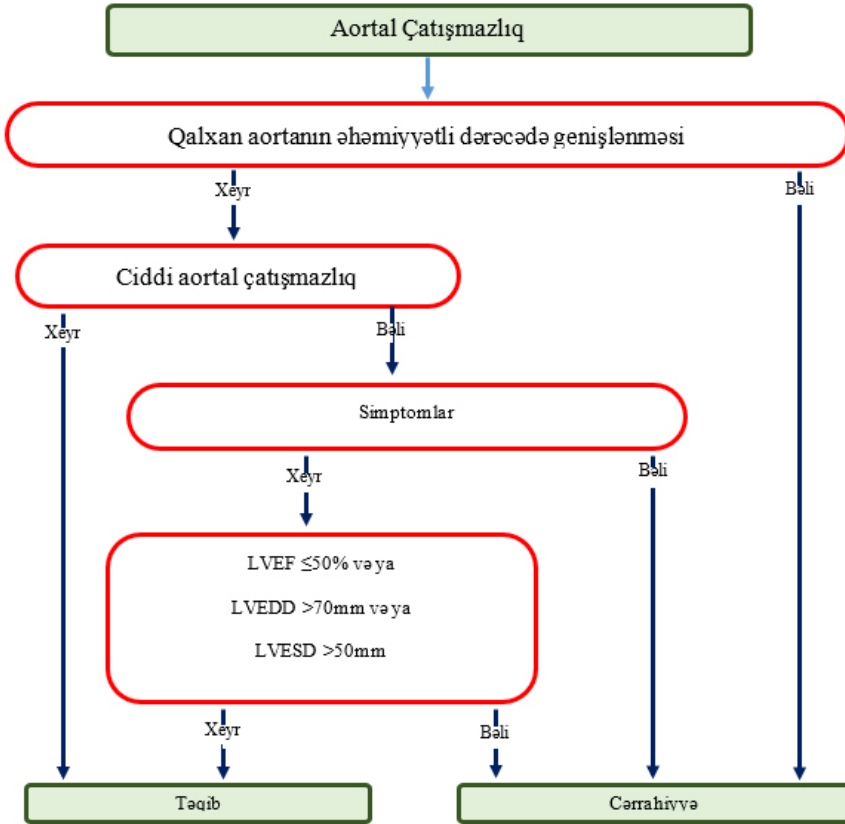 Aortal Çatışmazlıq
Qalxan aortanın əhəmiyyətli dərəcədə genişlənməsi
Xeyr
Bəli
Ciddi aortal çatışmazlıq
Xeyr
Bəli
Simptomlar
Xeyr
Bəli
LVEF ≤50% və ya
LVEDD >70mm və ya
LVESD >50mm
Xeyr
Bəli
Təqib
Cərrahiyyə